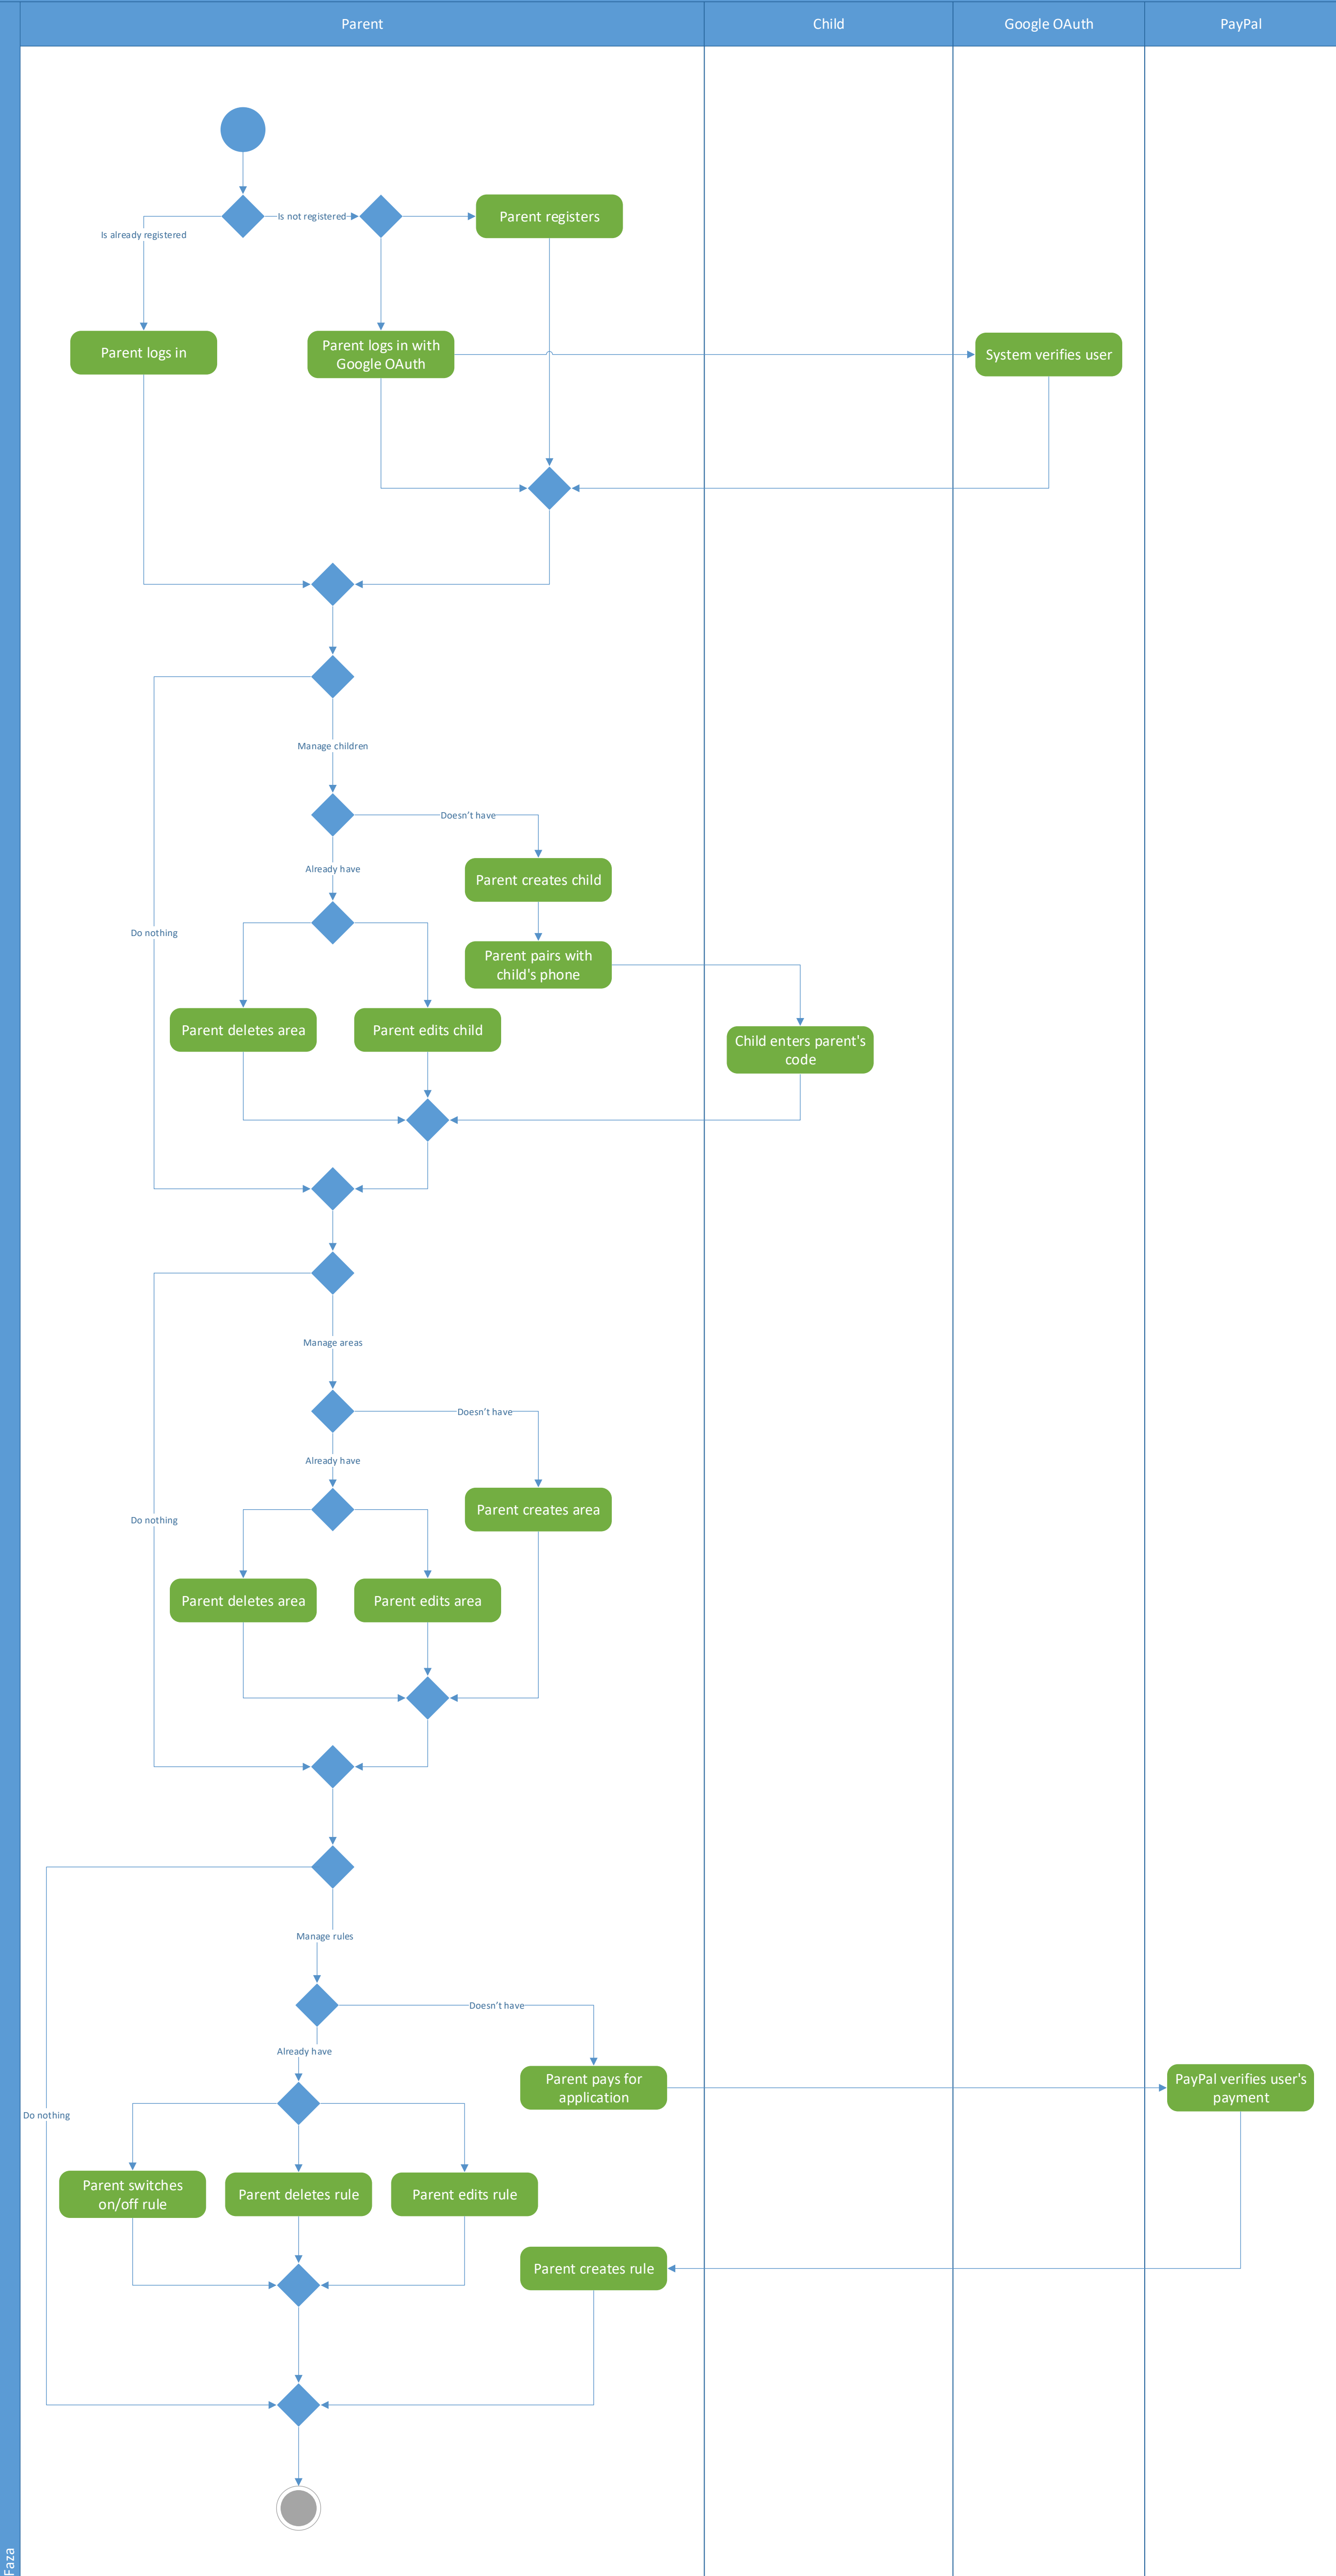 Parent
Child
Google OAuth
PayPal
Is not registered
Parent registers
Is already registered
Parent logs in
Parent logs in with
Google OAuth
System verifies user
Manage children
Doesn't have
Already have
Parent creates child
Do nothing
Parent pairs with
child's phone
Parent deletes area
Parent edits child
Child enters parent's
code
Manage areas
Doesn't have
Already have
Parent creates area
Do nothing
Parent deletes area
Parent edits area
Manage rules
Doesn't have
Already have
Parent pays for
application
PayPal verifies user's
payment
Do nothing
Parent switches
on/off rule
Parent deletes rule
Parent edits rule
Parent creates rule
Faza